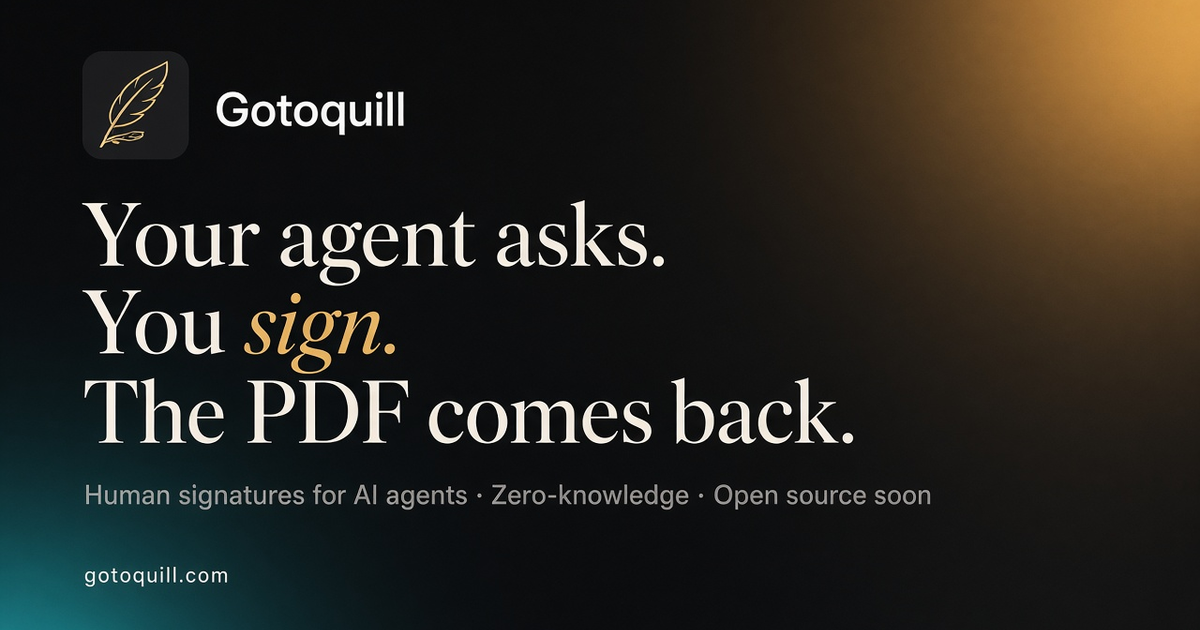 Gotoquill
Your agent asks.
You sign.
The PDF comes back.
Human signatures for AI agents · Zero-knowledge · Open source soon
gotoquill.com